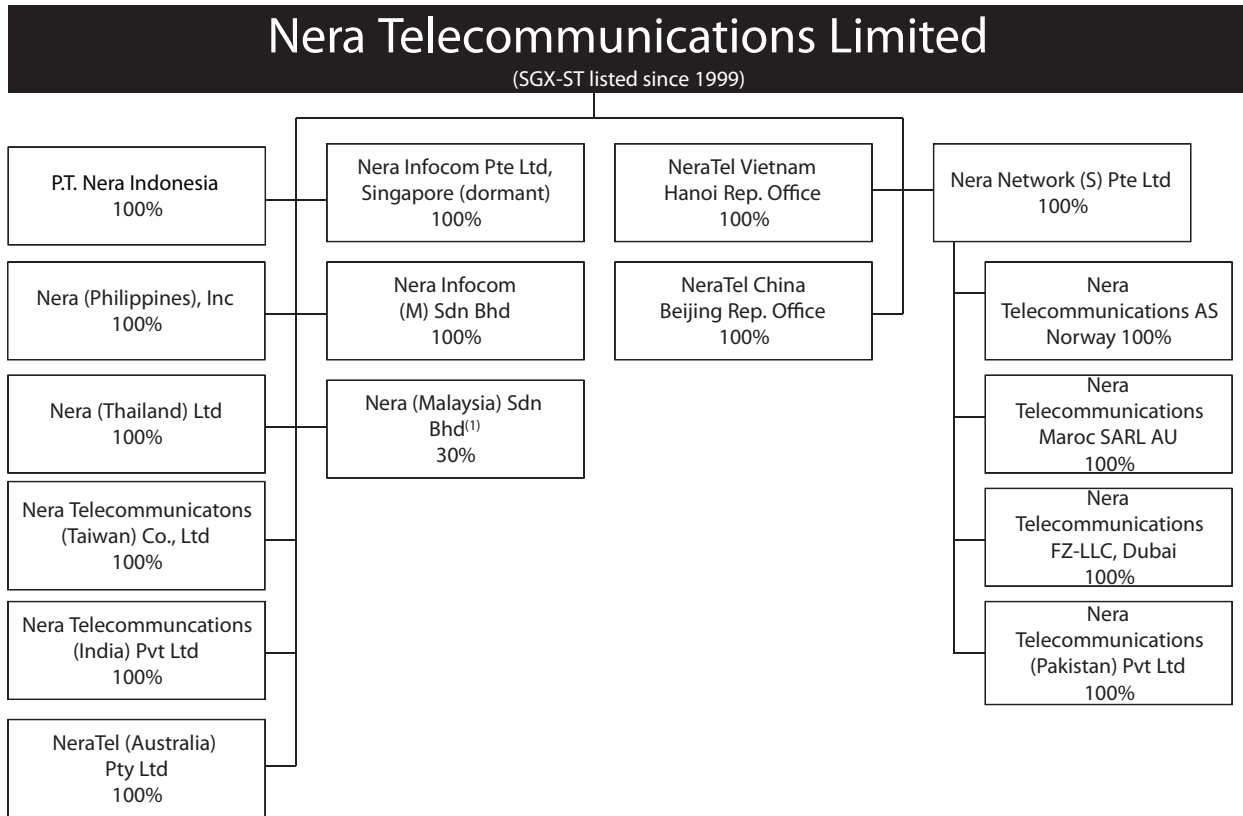 Nera Telecommunications Limited
(SGX-ST listed since 1999)
P.T. Nera Indonesia
100%
Nera (Philippines), Inc
100%
Nera (Thailand) Ltd
100%
Nera Telecommunicatons
(Taiwan) Co., Ltd
100%
Nera Telecommuncations
(India) Pvt Ltd
100%
NeraTel (Australia)
Pty Ltd
100%
Nera Infocom Pte Ltd,
Singapore (dormant)
100%
Nera Infocom
(M) Sdn Bhd
100%
Nera (Malaysia) Sdn
Bhd(1)
30%
NeraTel Vietnam
Hanoi Rep. Office
100%
NeraTel China
Beijing Rep. Office
100%
Nera Network (S) Pte Ltd
100%
Nera
Telecommunications AS
Norway 100%
Nera
Telecommunications
Maroc SARL AU
100%
Nera
Telecommunications
FZ-LLC, Dubai
100%
Nera
Telecommunications
(Pakistan) Pvt Ltd
100%